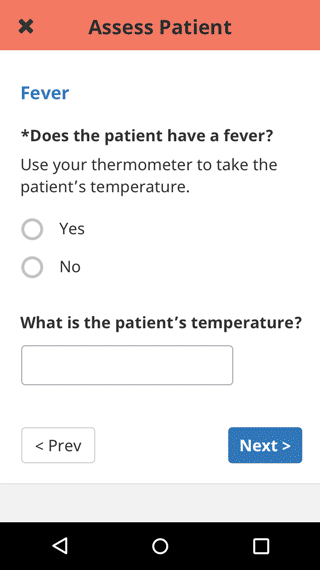 Assess Patient
Fever
*Does the patient have a fever?
Use your thermometer to take the
patient's temperature.
Yes
No
What is the patient's temperature?
< Prev
Next >